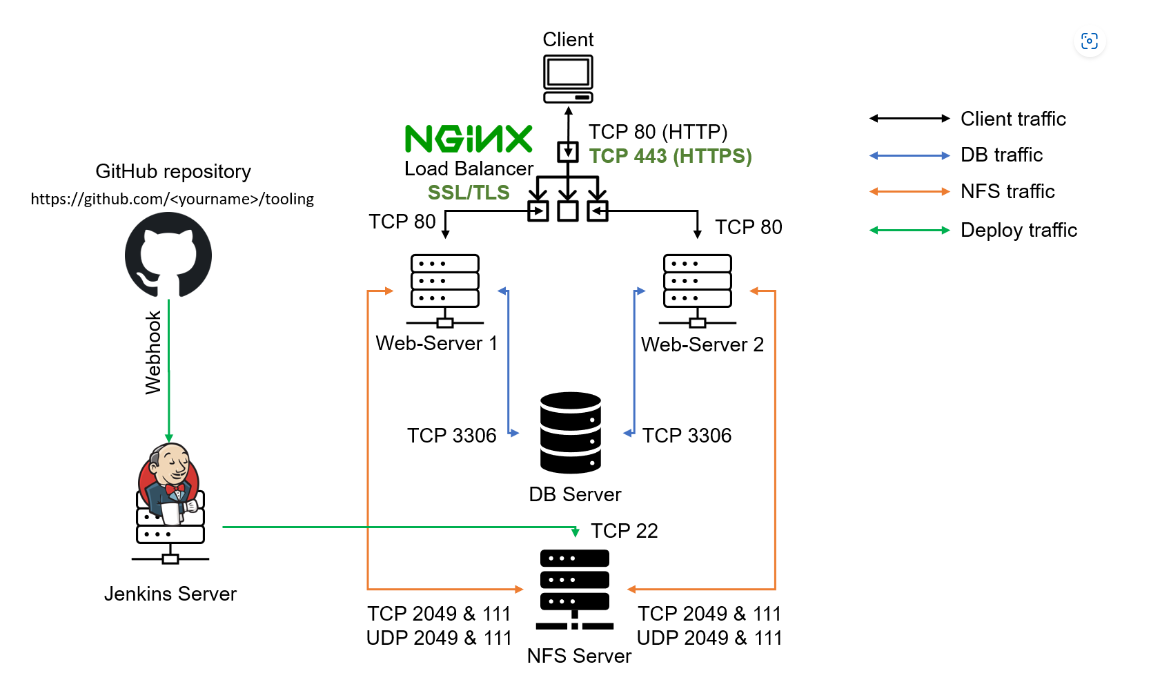 Client
NGINX
TCP 80 (HTTP)
TCP 443 (HTTPS)
Load Balancer
SSL/TLS
Client traffic
DB traffic
NFS traffic
Deploy traffic
GitHub repository
https://github.com/<yourname>/tooling
TCP 80
TCP 80
Webhook
Web-Server 1
Web-Server 2
TCP 3306
TCP 3306
DB Server
TCP 22
Jenkins Server
TCP 2049 & 111
UDP 2049 & 111
TCP 2049 & 111
UDP 2049 & 111
NFS Server